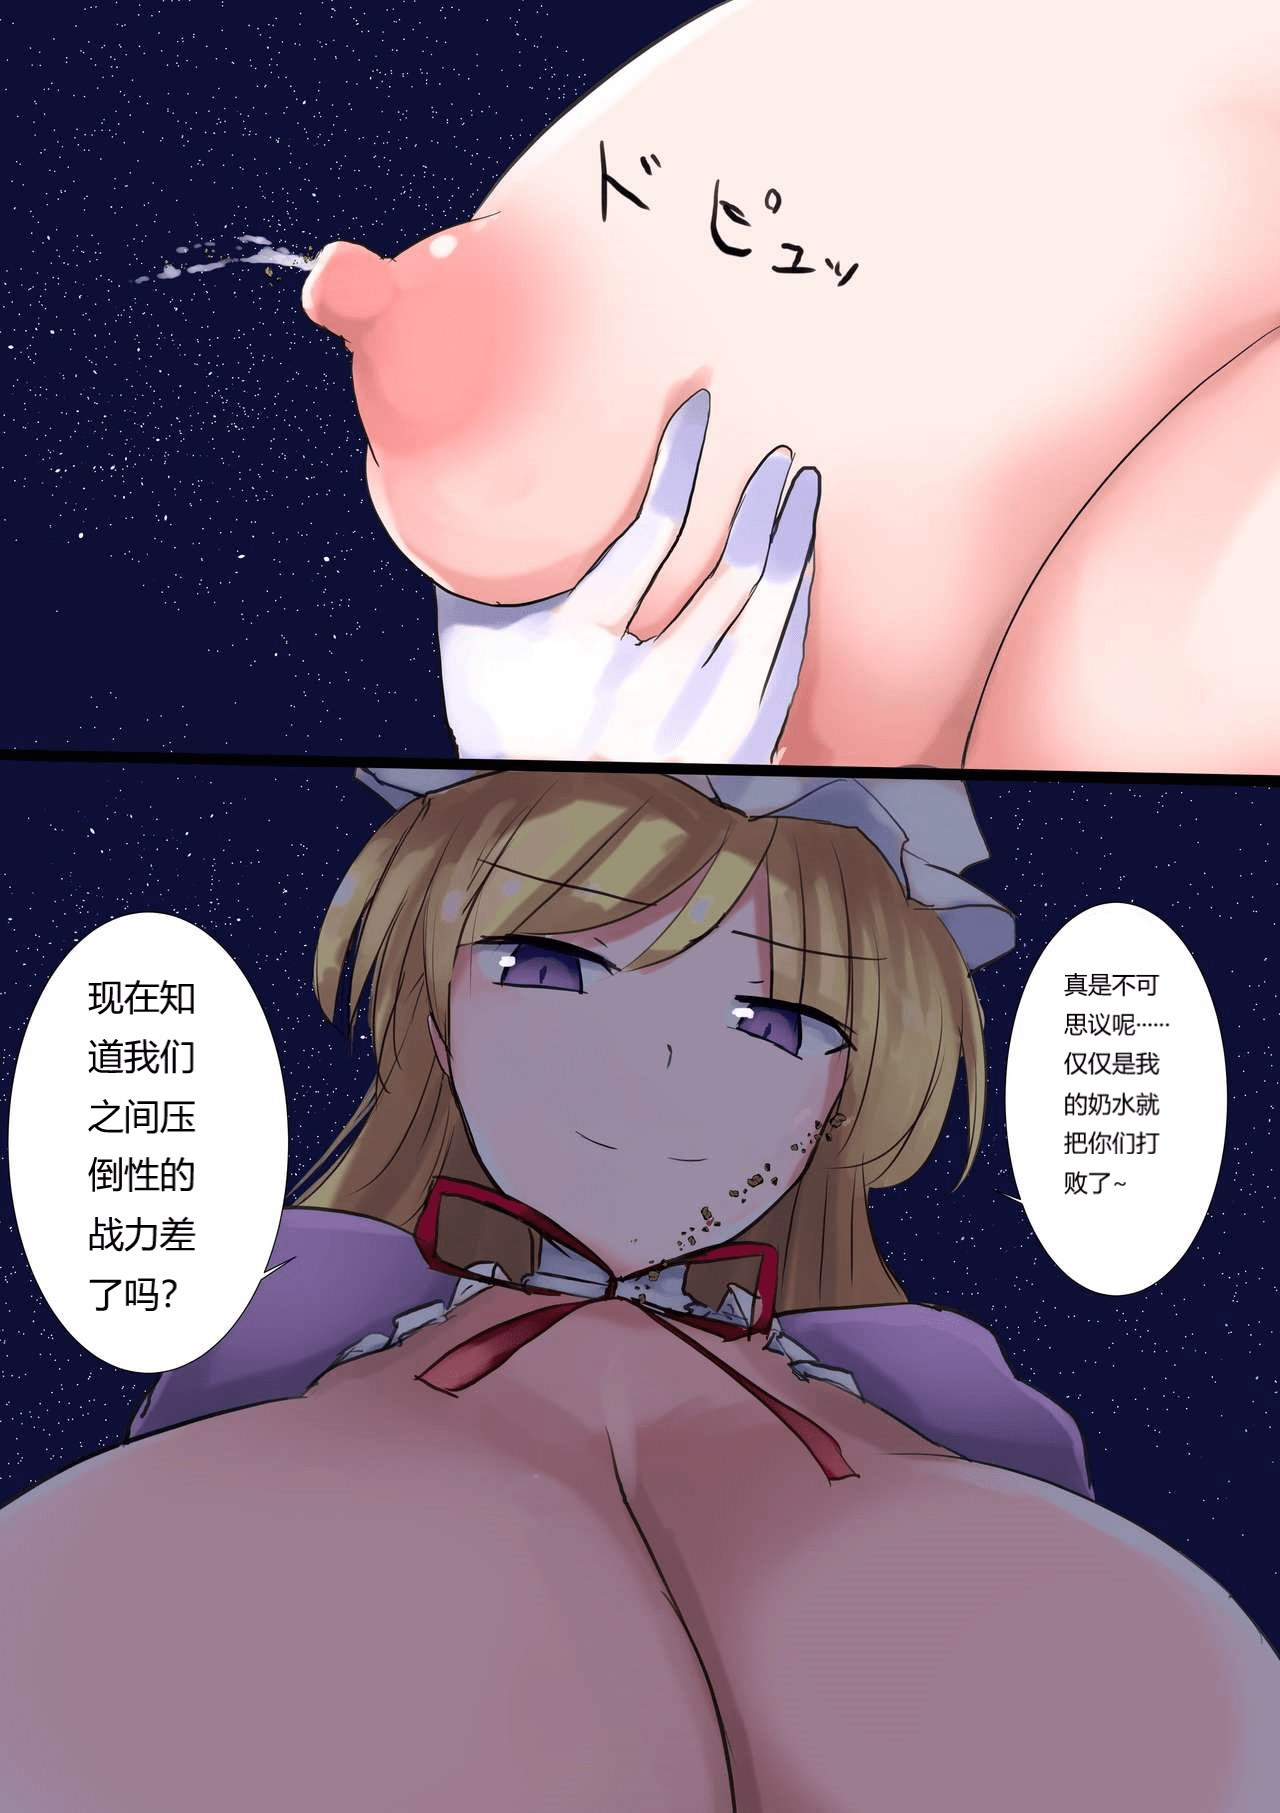 ドピュッ
真是不可
思议呢……
仅仅是我
的奶水就
把你们打
败了~
现在知
道我们
之间压
倒性的
战力差
了吗？